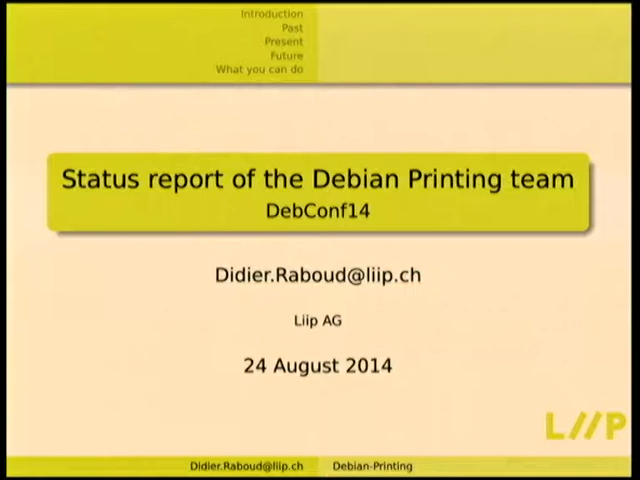 Introduction
Past
Present
Future
What you can do
Status report of the Debian Printing team
DebConf14
Didier.Raboud@liip.ch
Liip AG
24 August 2014
LIIP
Didier.Raboud@liip.ch Debian-Printing